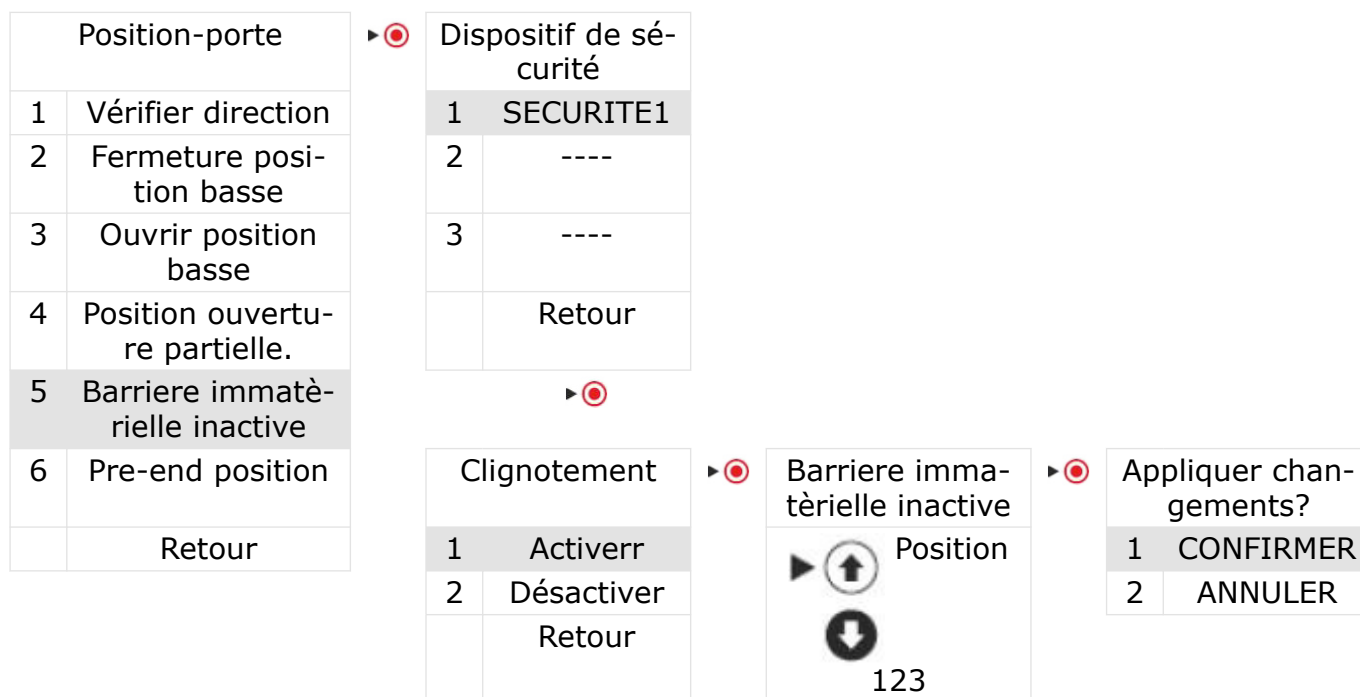 Position-porte
1 Vérifier direction
2 Fermeture posi-
tion basse
3 Ouvrir position
basse
4 Position ouvertu-
re partielle.
5 Barriere immatè-
rielle inactive
6 Pre-end position
Retour
Dispositif de sé-
curité
1 SECURITE1
2 ----
3 ----
Retour
Clignotement
1 Activerr
2 Désactiver
Retour
Barriere imma-
tèrielle inactive
Position
123
Appliquer chan-
gements?
1 CONFIRMER
2 ANNULER